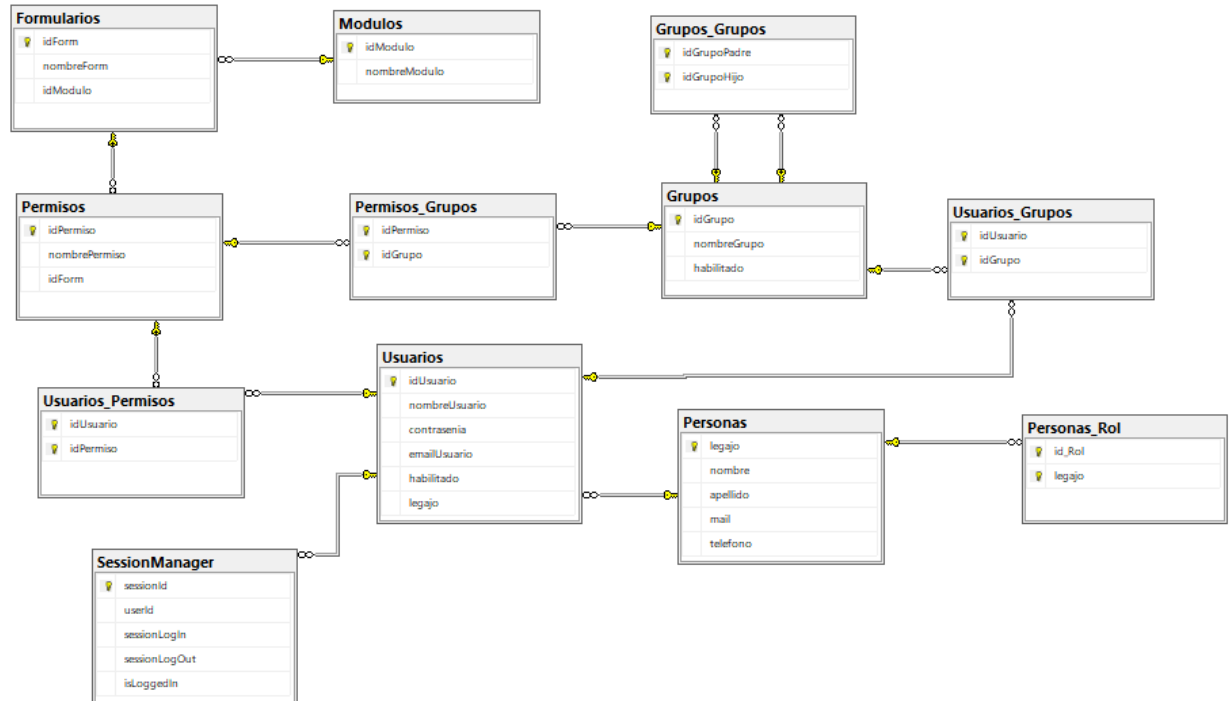 Formularios
idForm
nombreForm
idModulo
Modulos
idModulo
nombreModulo
Grupos_Grupos
idGrupoPadre
idGrupoHijo
Permisos
idPermiso
nombrePermiso
idForm
Permisos_Grupos
idPermiso
idGrupo
Grupos
idGrupo
nombreGrupo
habilitado
Usuarios_Grupos
idUsuario
idGrupo
Usuarios_Permisos
idUsuario
idPermiso
Usuarios
idUsuario
nombreUsuario
contrasenia
emailUsuario
habilitado
legajo
Personas
legajo
nombre
apellido
mail
telefono
Personas_Rol
id_Rol
legajo
SessionManager
sessionId
userId
sessionLogIn
sessionLogOut
isLoggedIn